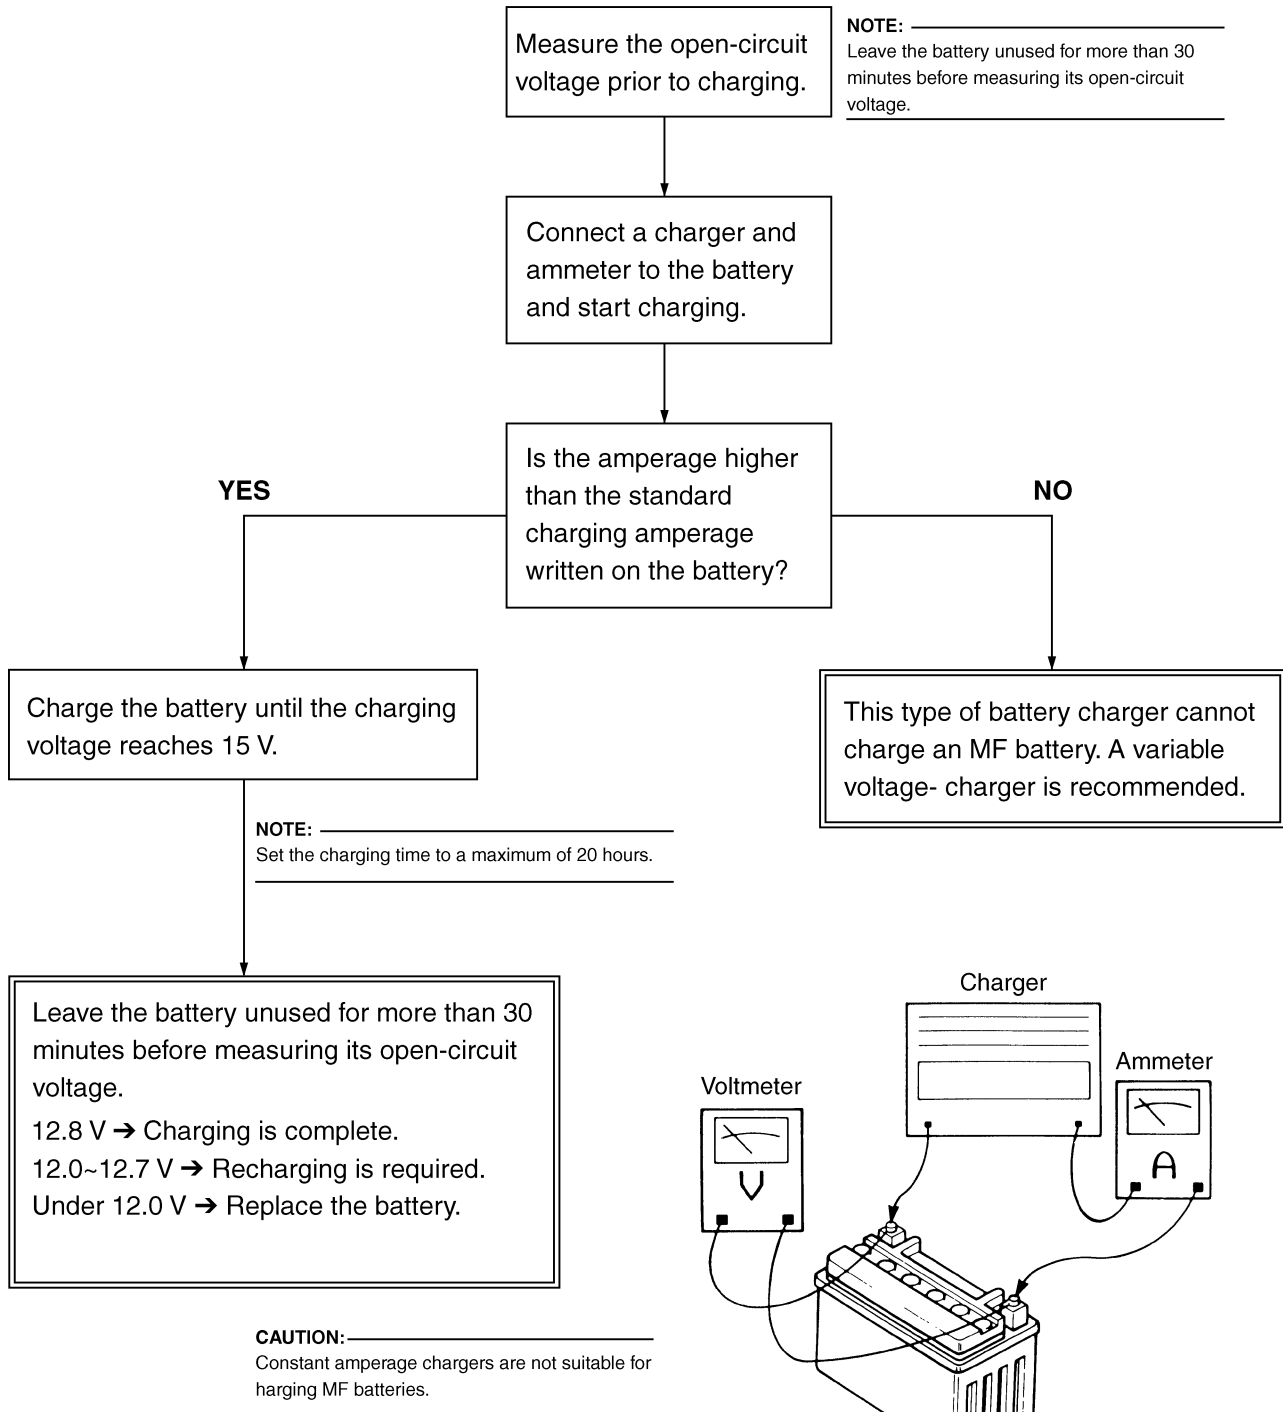 Measure the open-circuit
voltage prior to charging.
NOTE:
Leave the battery unused for more than 30
minutes before measuring its open-circuit
voltage.
Connect a charger and
ammeter to the battery
and start charging.
Is the amperage higher
than the standard
charging amperage
written on the battery?
YES
NO
Charge the battery until the charging
voltage reaches 15 V.
This type of battery charger cannot
charge an MF battery. A variable
voltage- charger is recommended.
NOTE:
Set the charging time to a maximum of 20 hours.
Leave the battery unused for more than 30
minutes before measuring its open-circuit
voltage.
12.8 V ➔ Charging is complete.
12.0~12.7 V ➔ Recharging is required.
Under 12.0 V ➔ Replace the battery.
Charger
Ammeter
Voltmeter
V
A
CAUTION:
Constant amperage chargers are not suitable for
harging MF batteries.